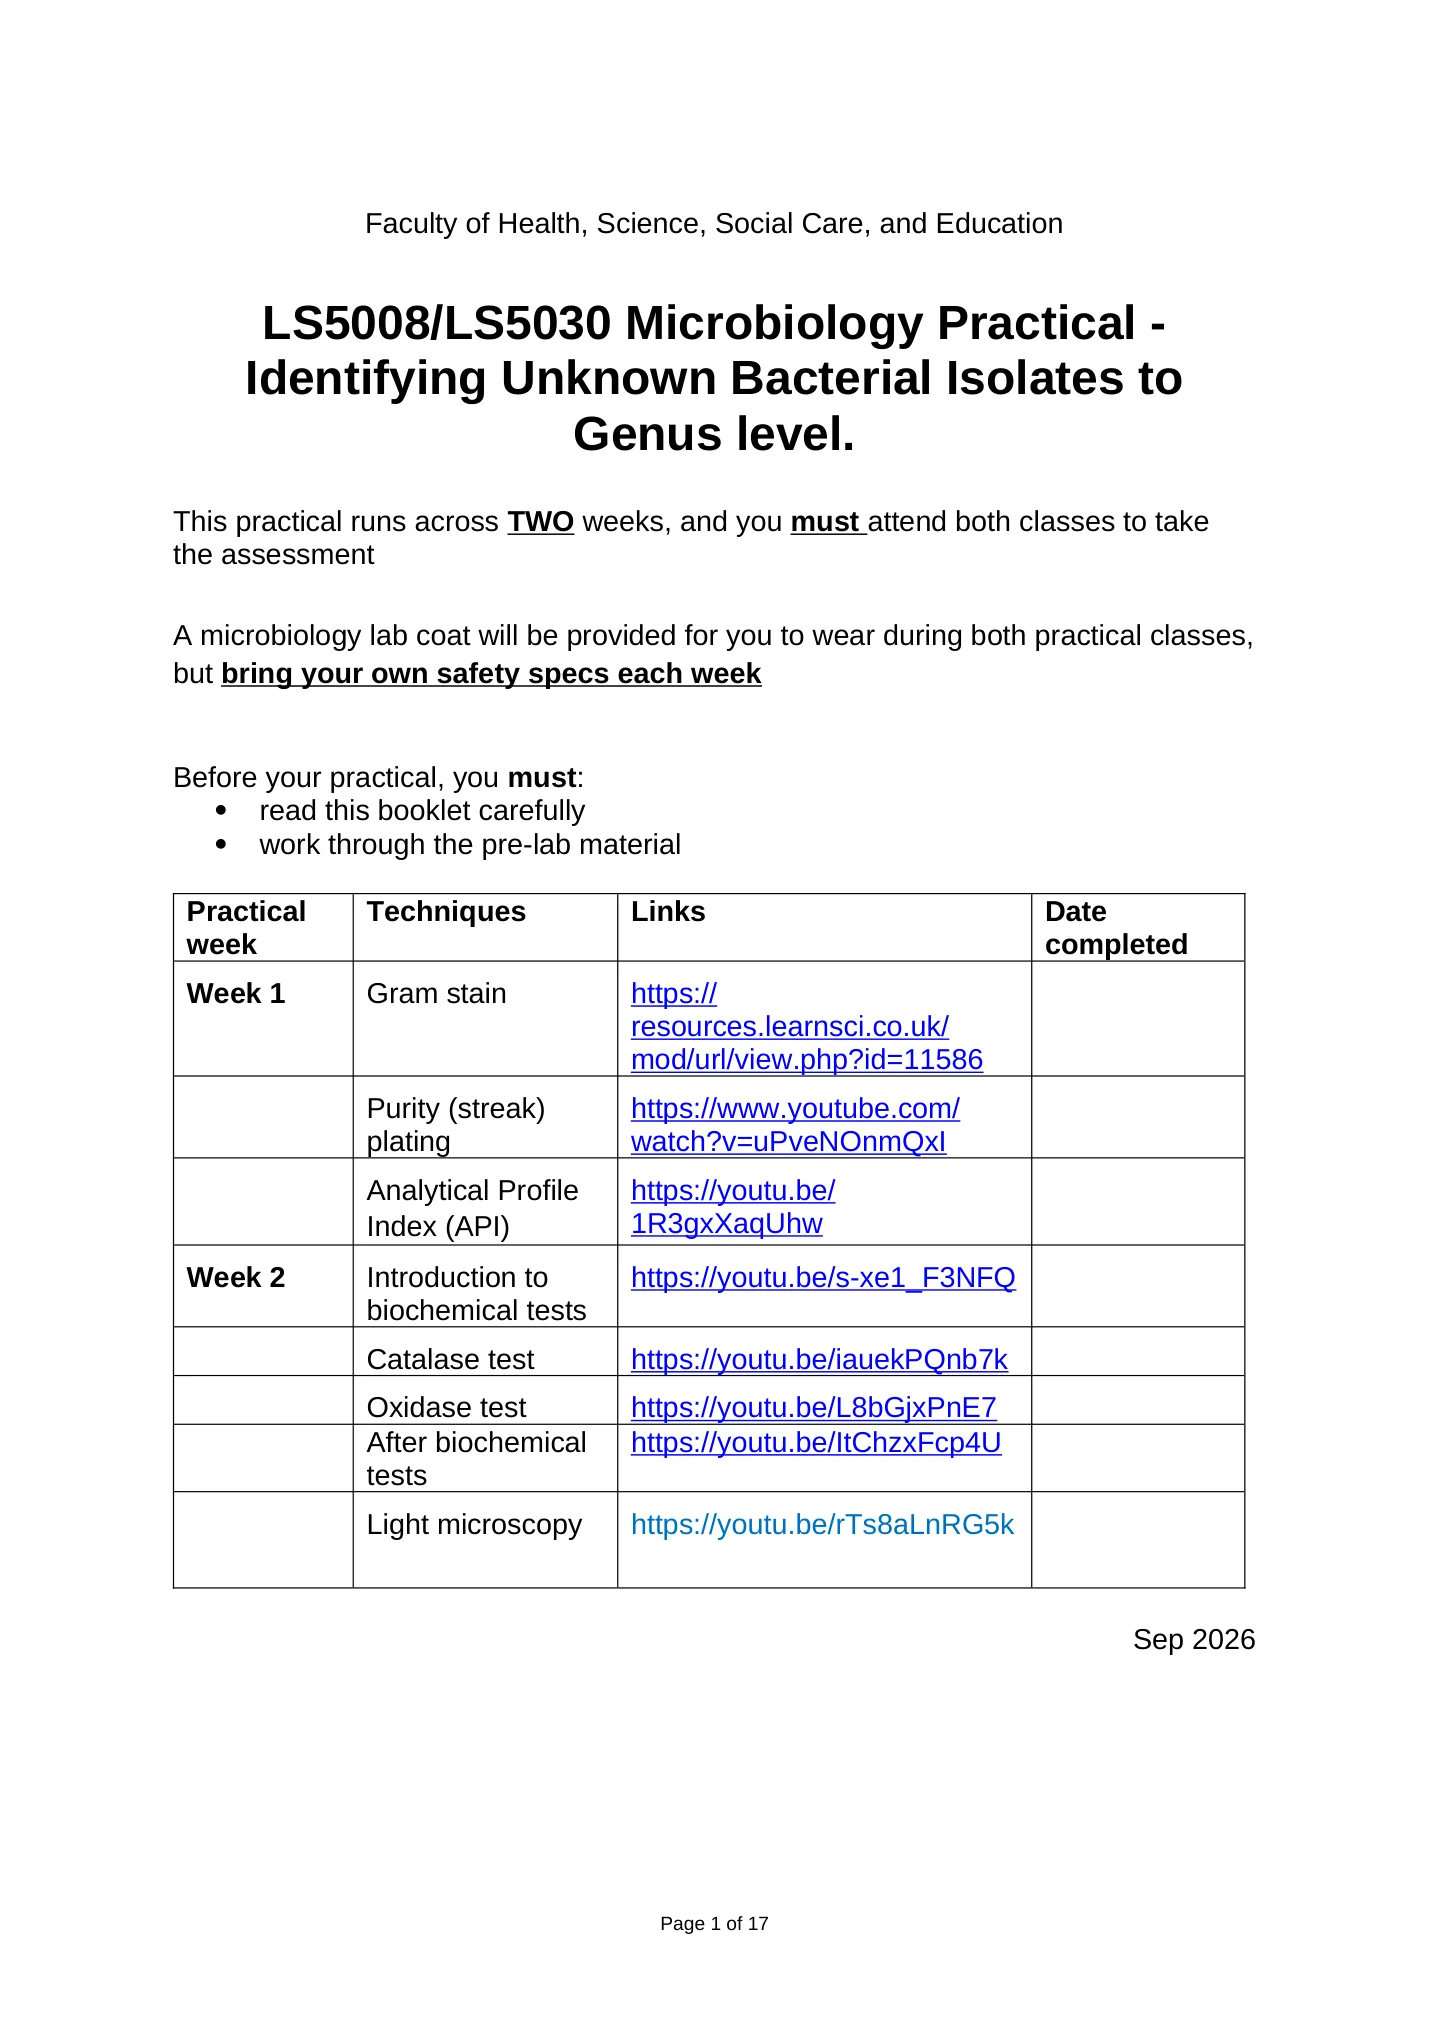 Faculty of Health, Science, Social Care, and Education
LS5008/LS5030 Microbiology Practical -
Identifying Unknown Bacterial Isolates to
Genus level.
This practical runs across TWO weeks, and you must attend both classes to take
the assessment
A microbiology lab coat will be provided for you to wear during both practical classes,
but bring your own safety specs each week
Before your practical, you must:
• read this booklet carefully
• work through the pre-lab material
Practical
week
Techniques
Links
Date
completed
Week 1
Gram stain
https://
resources.learnsci.co.uk/
mod/url/view.php?id=11586
Purity (streak)
plating
https://www.youtube.com/
watch?v=uPveNOnmQxI
Analytical Profile
Index (API)
https://youtu.be/
1R3gxXaqUhw
Week 2
Introduction to
biochemical tests
https://youtu.be/s-xe1_F3NFQ
Catalase test
https://youtu.be/iauekPQnb7k
Oxidase test
https://youtu.be/L8bGjxPnE7
After biochemical
tests
https://youtu.be/ItChzxFcp4U
Light microscopy
https://youtu.be/rTs8aLnRG5k
Sep 2026
Page 1 of 17